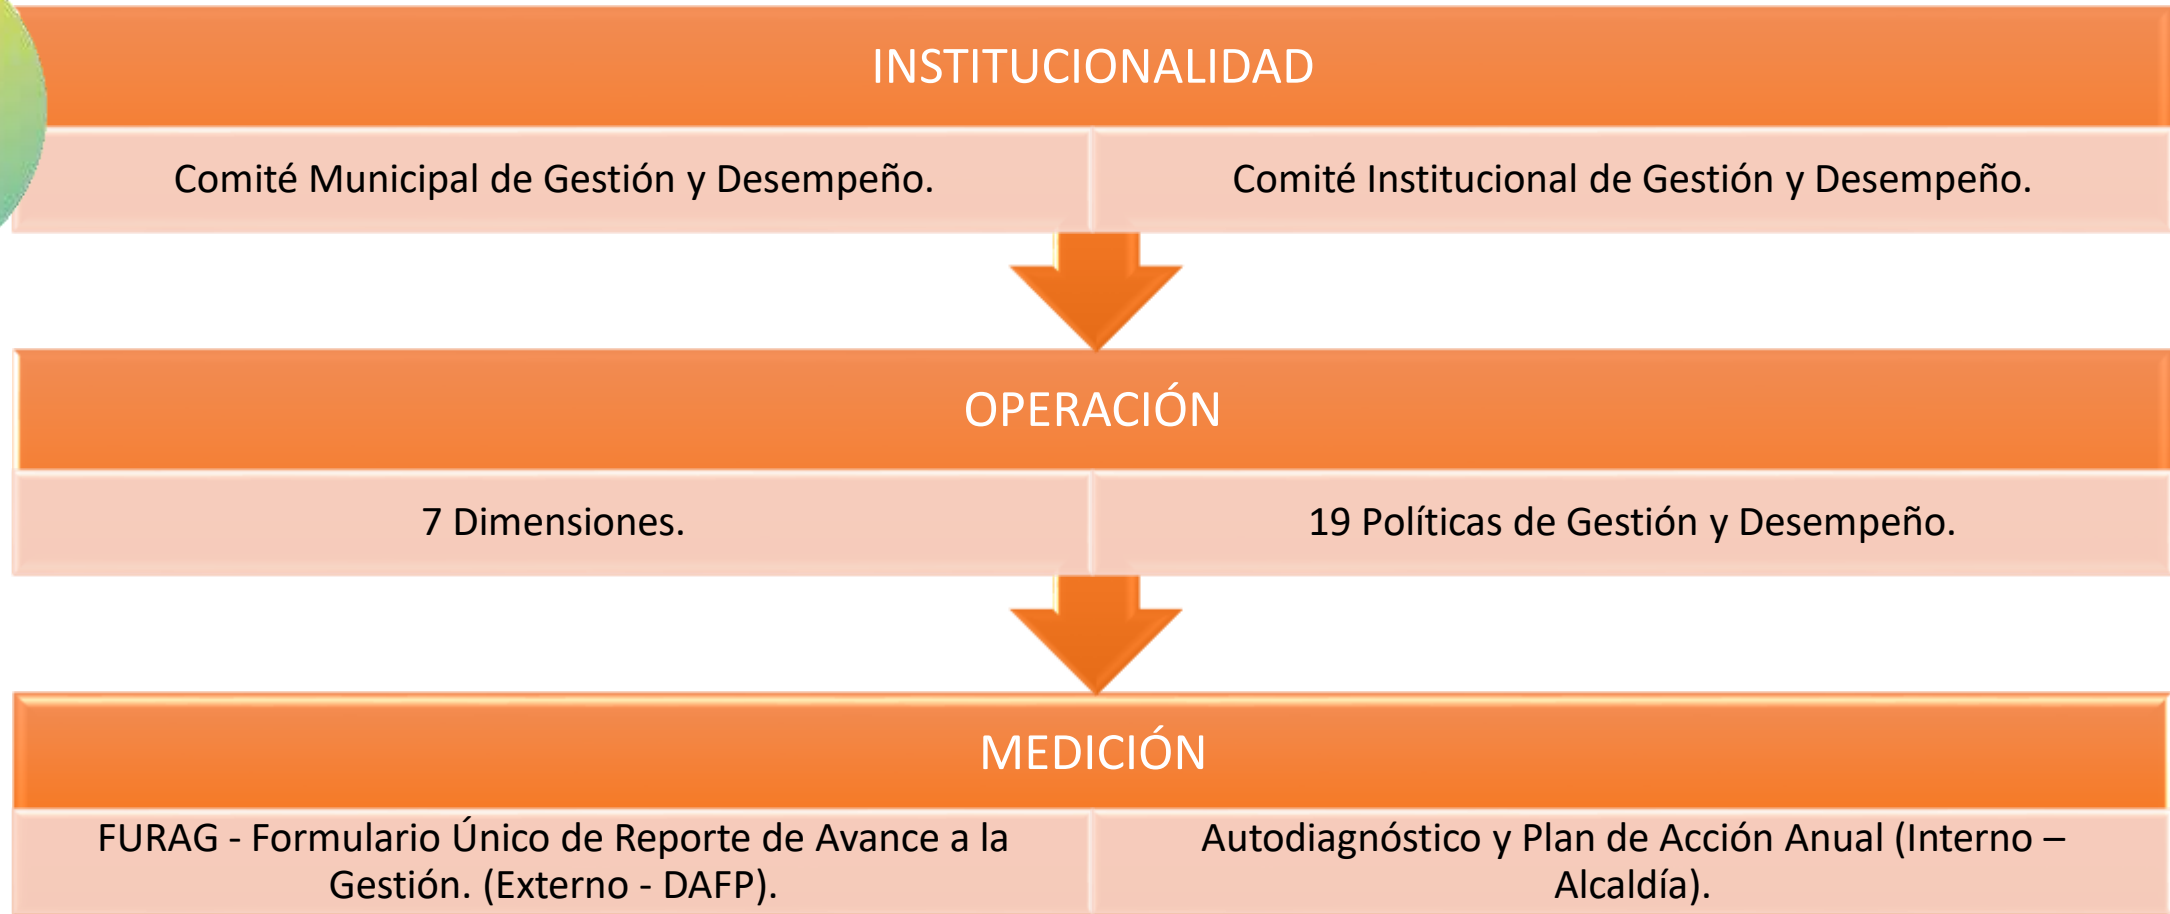 INSTITUCIONALIDAD
Comité Municipal de Gestión y Desempeño.
Comité Institucional de Gestión y Desempeño.
OPERACIÓN
7 Dimensiones.
19 Políticas de Gestión y Desempeño.
MEDICIÓN
FURAG - Formulario Único de Reporte de Avance a la
Gestión. (Externo - DAFP).
Autodiagnóstico y Plan de Acción Anual (Interno –
Alcaldía).